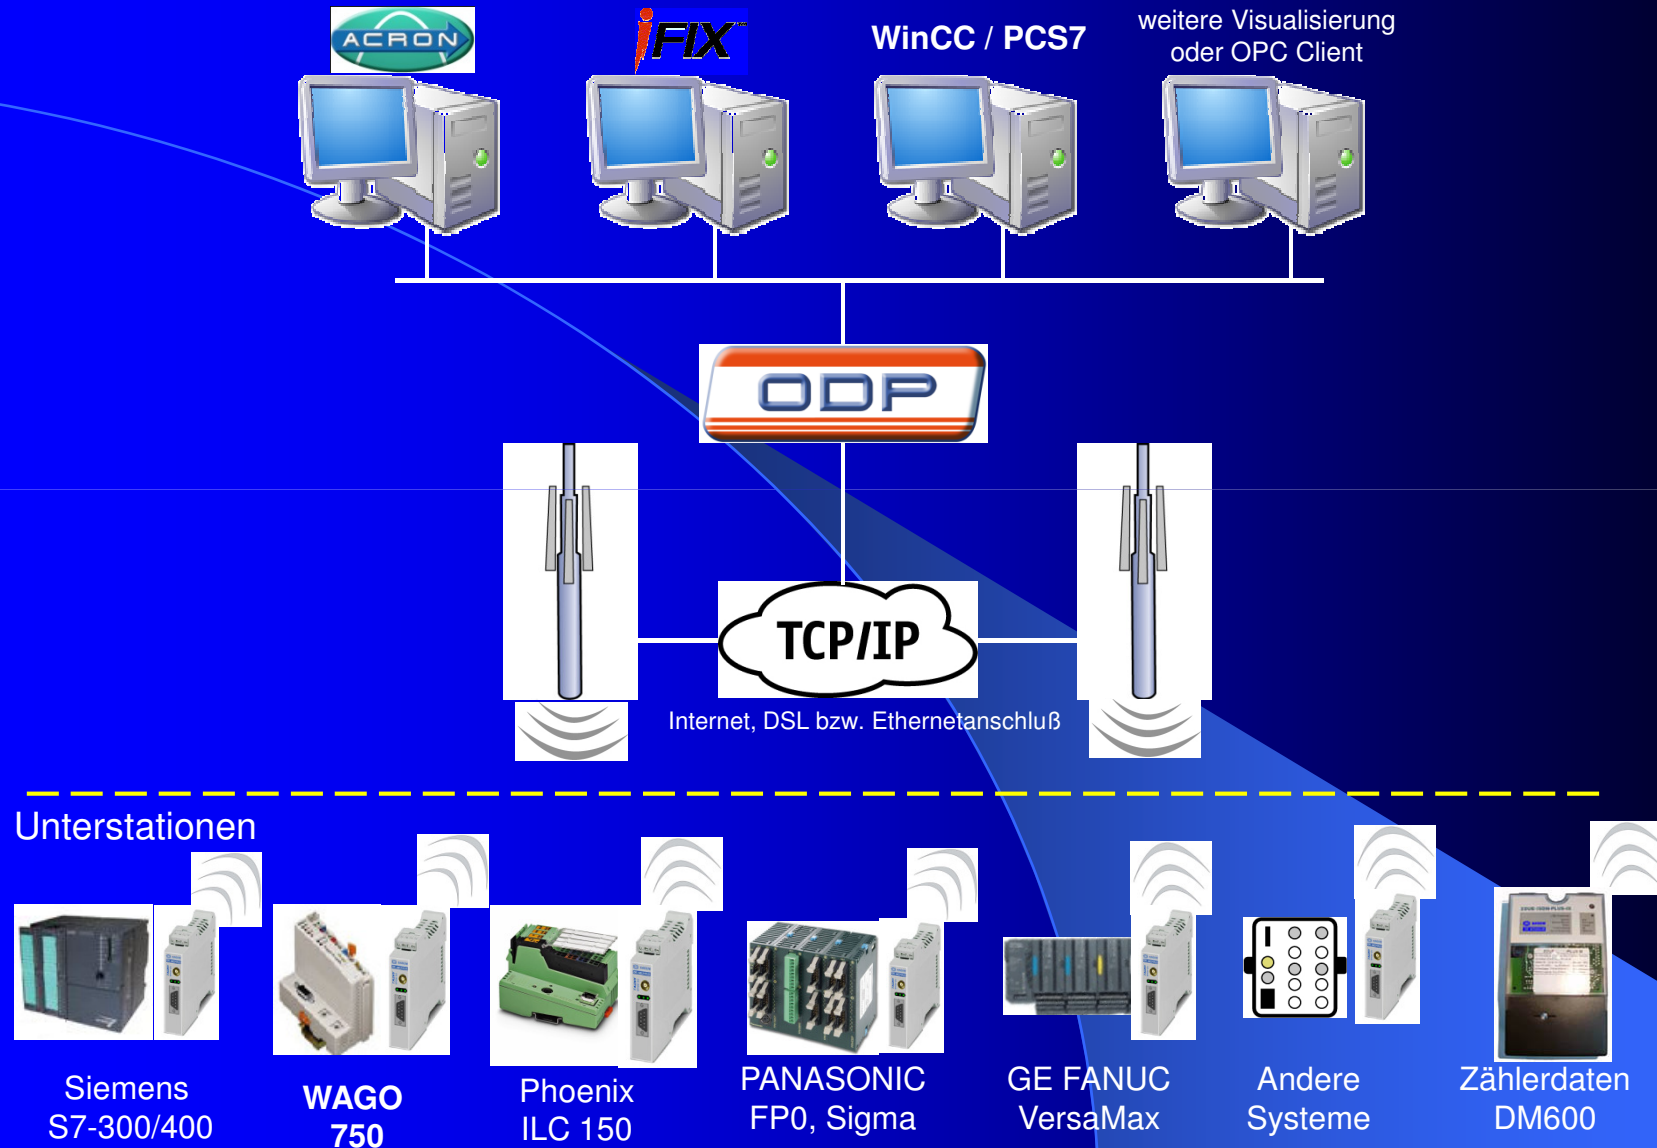 ACRON
iFIX™
WinCC / PCS7
weitere Visualisierung
oder OPC Client
ODP
TCP/IP
Internet, DSL bzw. Ethernetanschluß
Unterstationen
Siemens
S7-300/400
WAGO
750
Phoenix
ILC 150
PANASONIC
FP0, Sigma
GE FANUC
VersaMax
Andere
Systeme
Zählerdaten
DM600